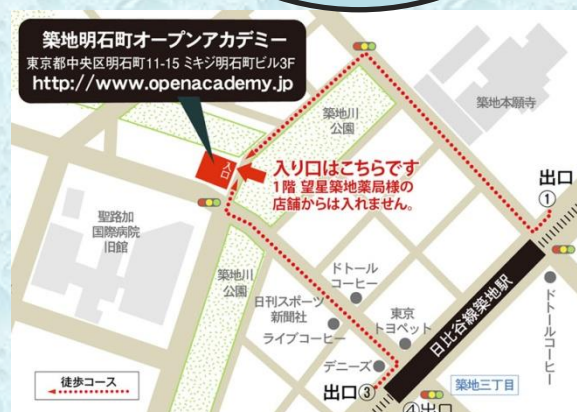 築地明石町オープンアカデミー
東京都中央区明石町11-15 ミキジ明石町ビル3F
http://www.openacademy.jp
築地川
公園
築地本願寺
入口
入り口はこちらです
1階 望星築地薬局様の
店舗からは入れません。
出口
①
聖路加
国際病院
旧館
築地川
公園
ドトール
コーヒー
日刊スポーツ
新聞社
ライブコーヒー
東京
トヨペット
日比谷線築地駅
ドトールコーヒー
デニーズ
徒歩コース
出口③
築地三丁目
④出口